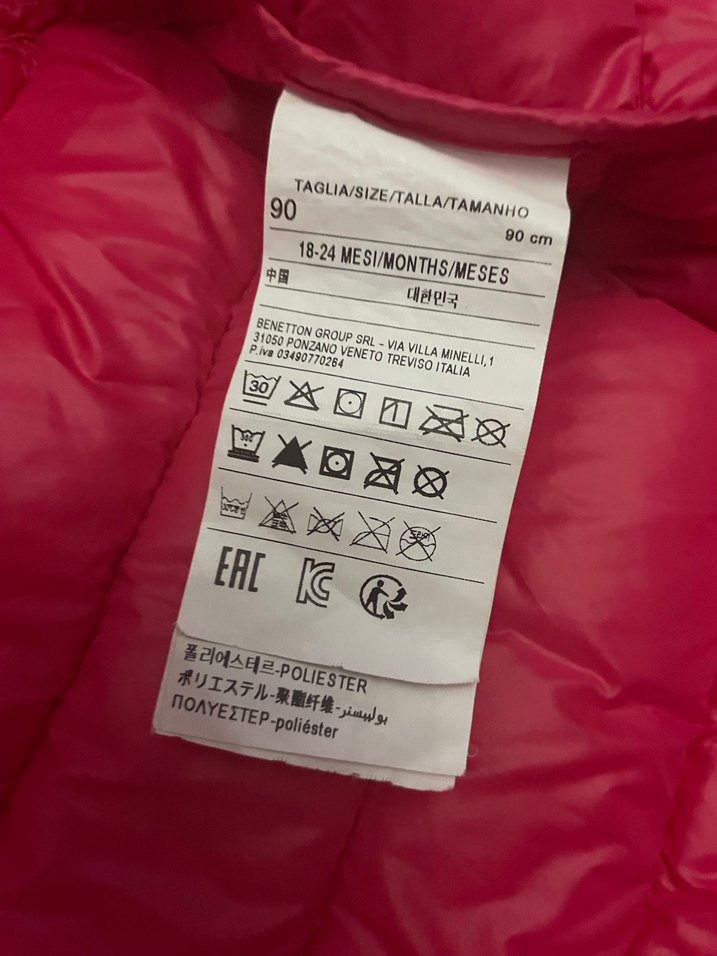 TAGLIA/SIZE/TALLA/TAMANHO
90
90 cm
18-24 MESI/MONTHS/MESES
中国 대한민국
BENETTON GROUP SRL - VIA VILLA MINELLI,1
31050 PONZANO VENETO TREVISO ITALIA
P.iva 03490770264
30
EAC
폴리에스테르-POLIESTER
ポリエステル-聚酯纤维-بوليستر
ΠΟΛΥΕΣΤΕΡ-poliéster